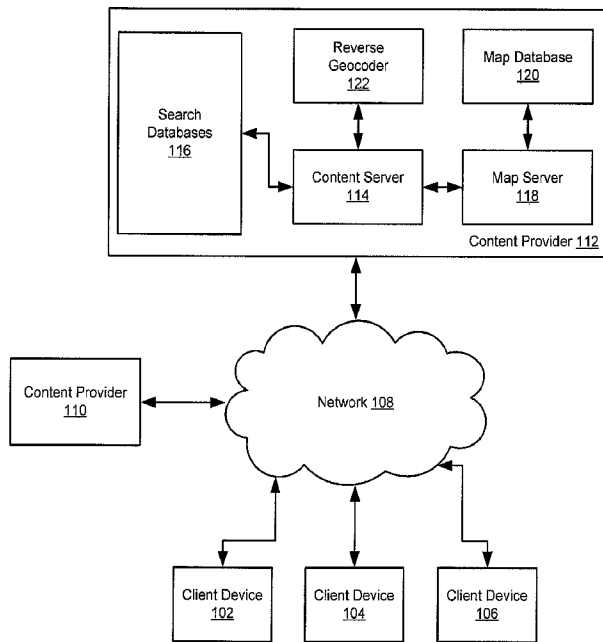 Reverse
Geocoder
122
Map Database
120
Search
Databases
116
Content Server
114
Map Server
118
Content Provider 112
Content Provider
110
Network 108
Client Device
102
Client Device
104
Client Device
106